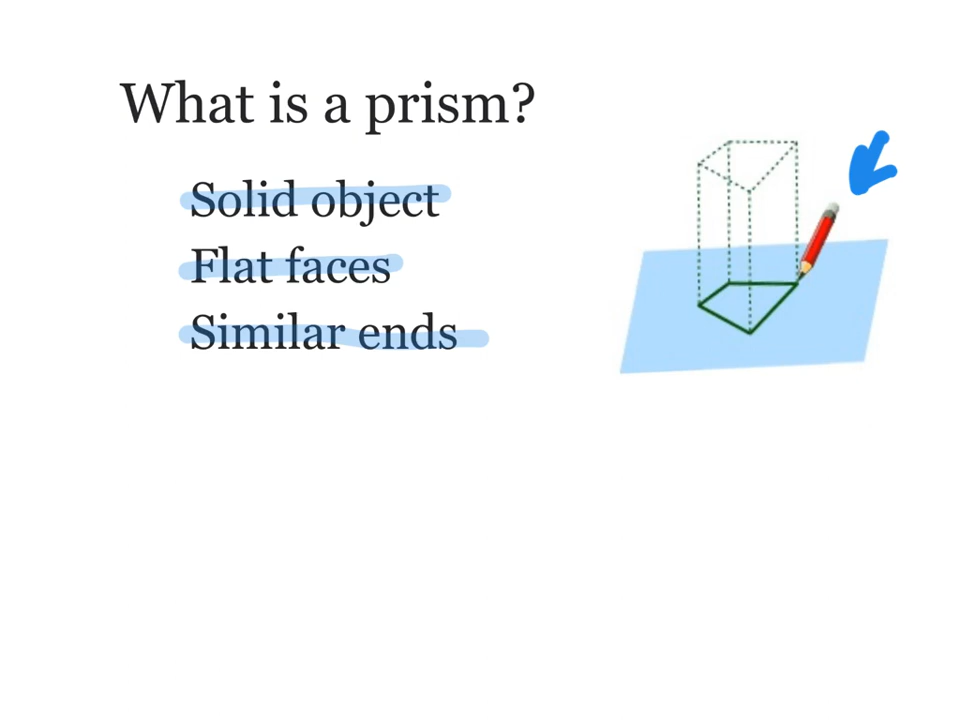 What is a prism?
Solid object
Flat faces
Similar ends